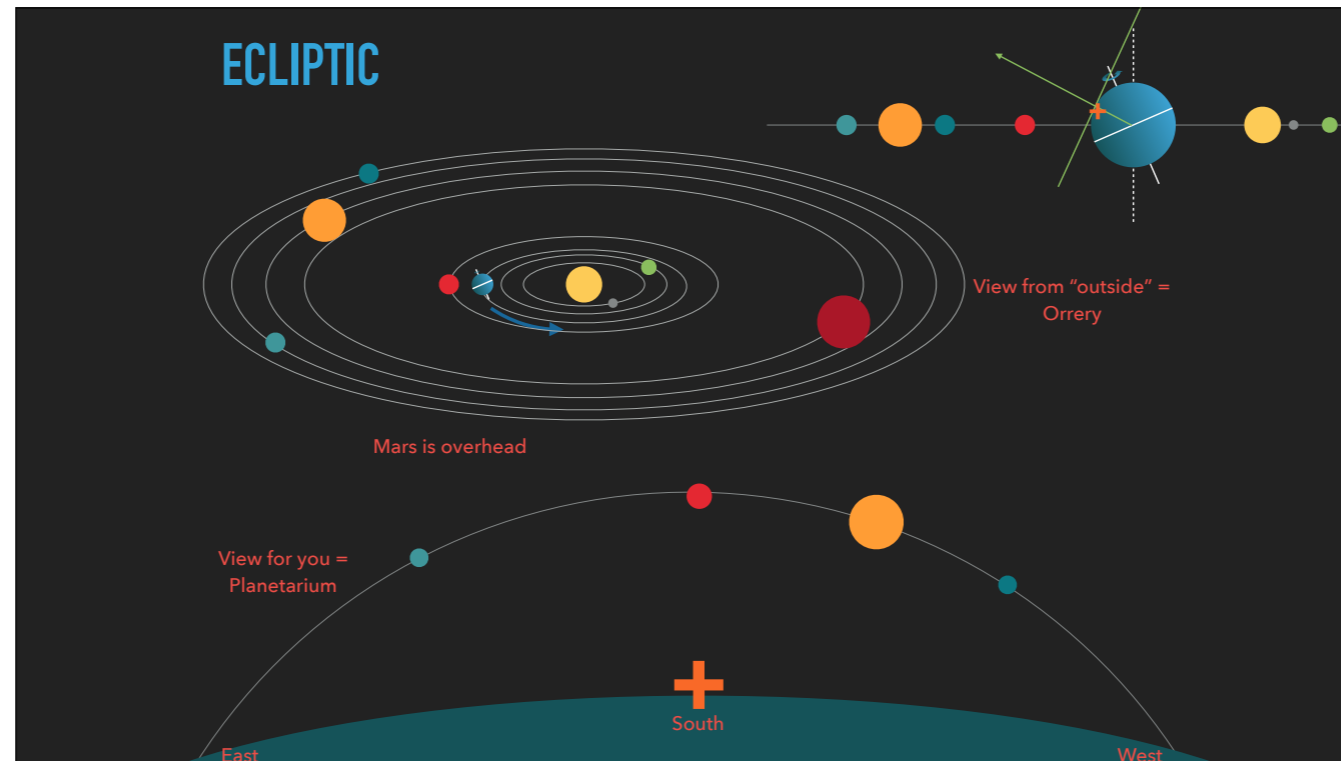 ECLIPTIC
View from “outside” =
Orrery
Mars is overhead
View for you =
Planetarium
South
East
West